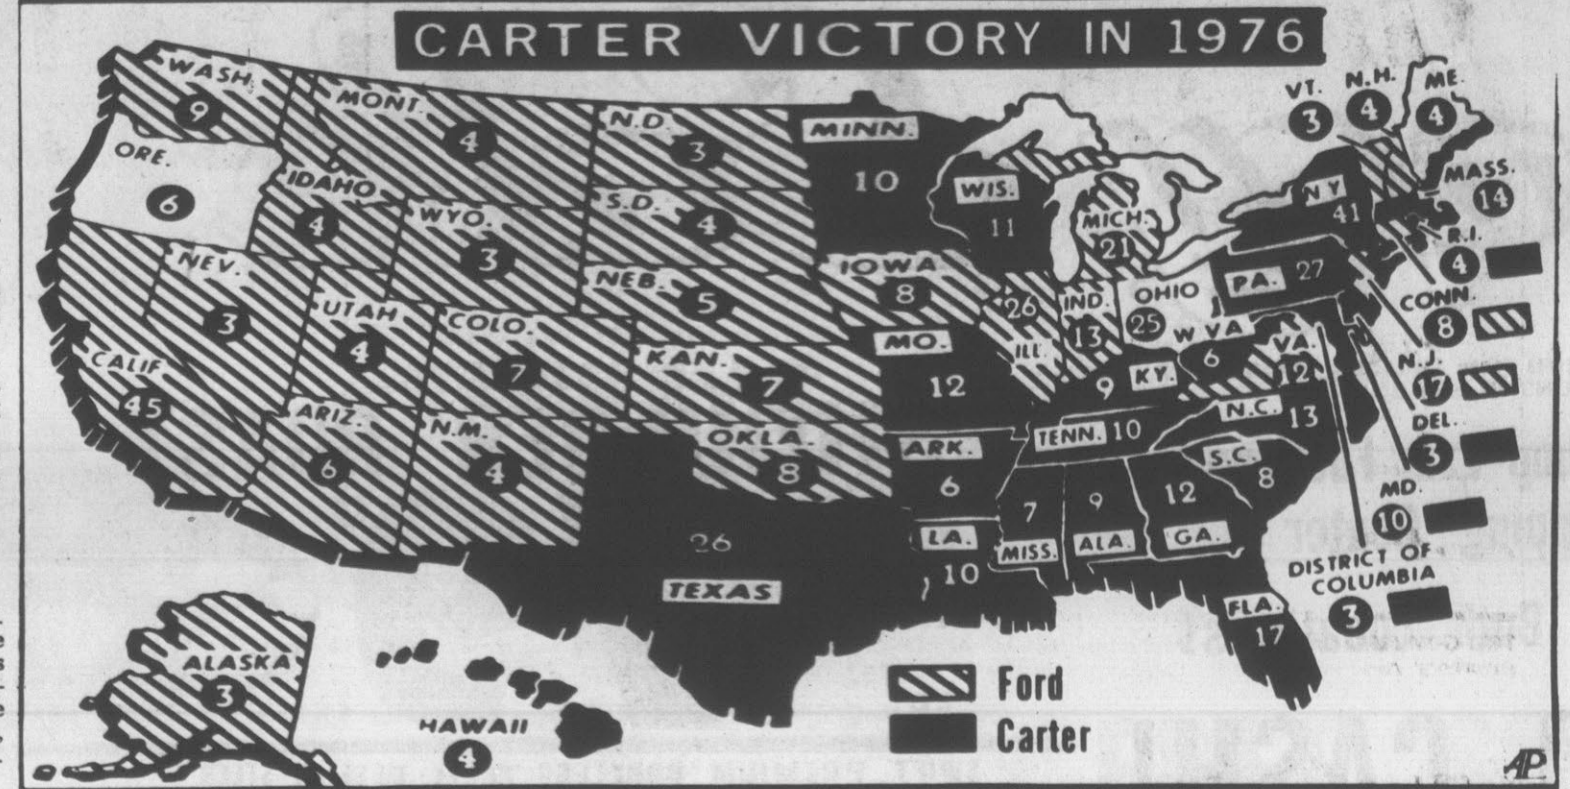 CARTER VICTORY IN 1976
WASH.
9
ORE.
6
MONT.
4
IDAHO
4
WYO.
3
N.D.
3
S.D.
4
NEB.
5
NEV.
3
UTAH
4
COLO.
7
KAN.
7
CALIF
45
ARIZ.
6
N.M.
4
OKLA.
8
26
TEXAS
MINN.
10
WIS.
11
IOWA
8
MO.
12
ARK.
6
LA.
10
MICH.
21
26
ILL.
IND.
13
OHIO
25
9
KY.
TENN. 10
7
MISS.
9
ALA.
12
GA.
FLA.
17
S.C.
8
N.C.
13
VA.
12
W VA
6
PA. 27
N Y
41
VT.
3
N.H.
4
ME.
4
MASS.
14
R.I.
4
CONN.
8
N.J.
17
DEL.
3
MD.
10
DISTRICT OF
COLUMBIA
3
ALASKA
3
HAWAII
4
Ford
Carter
AP